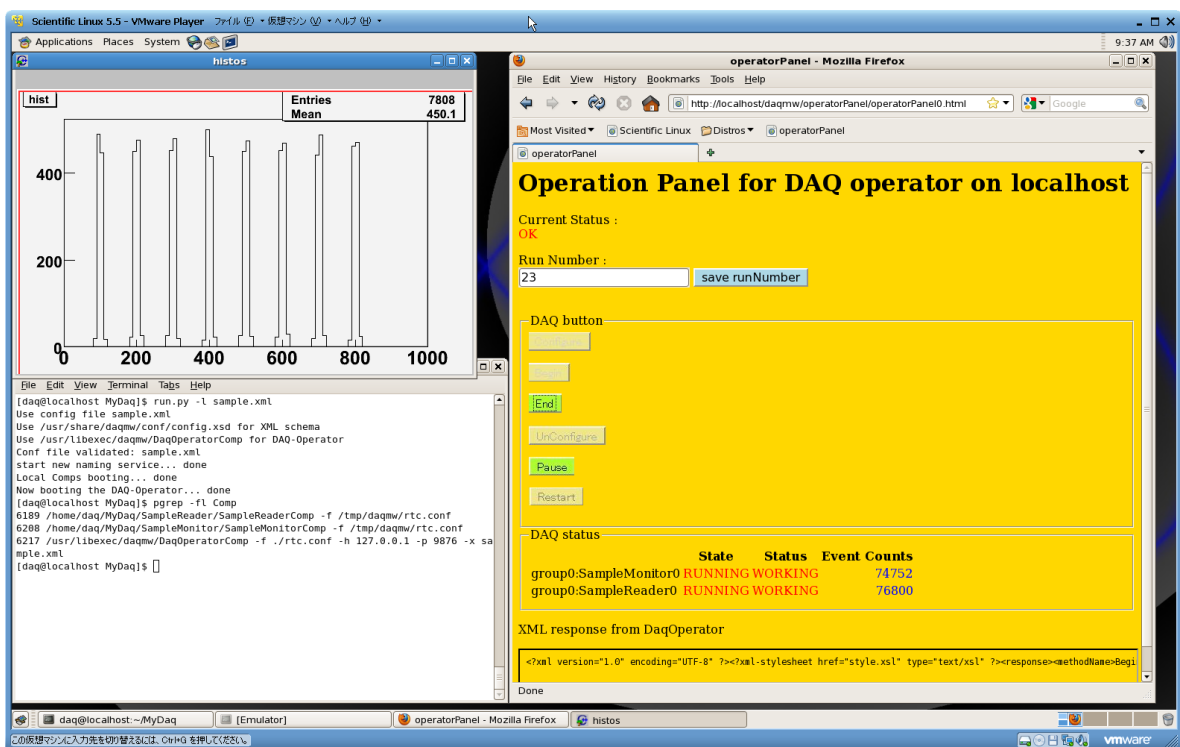 Scientific Linux 5.5 - VMware Player ファイル(F) 仮想マシン(V) ヘルプ(H)
Applications Places System 9:37 AM
histos
hist
Entries 7808
Mean 450.1
400
200
0
0 200 400 600 800 1000
File Edit View Terminal Tabs Help
[daq@localhost MyDaq]$ run.py -l sample.xml
Use config file sample.xml
Use /usr/share/daqmw/conf/config.xsd for XML schema
Use /usr/libexec/daqmw/DaqOperatorComp for DAQ-Operator
Conf file validated: sample.xml
start new naming service... done
Local Comps booting... done
Now booting the DAQ-Operator... done
[daq@localhost MyDaq]$ pgrep -fl Comp
6189 /home/daq/MyDaq/SampleReader/SampleReaderComp -f /tmp/daqmw/rtc.conf
6208 /home/daq/MyDaq/SampleMonitor/SampleMonitorComp -f /tmp/daqmw/rtc.conf
6217 /usr/libexec/daqmw/DaqOperatorComp -f ./rtc.conf -h 127.0.0.1 -p 9876 -x sa
mple.xml
[daq@localhost MyDaq]$
operatorPanel - Mozilla Firefox
File Edit View History Bookmarks Tools Help
http://localhost/daqmw/operatorPanel/operatorPanel0.html Google
Most Visited Scientific Linux Distros operatorPanel
operatorPanel
Operation Panel for DAQ operator on localhost
Current Status :
OK
Run Number :
23 save runNumber
DAQ button
Configure
Begin
End
UnConfigure
Pause
Restart
DAQ status
State Status Event Counts
group0:SampleMonitor0 RUNNING WORKING 74752
group0:SampleReader0 RUNNING WORKING 76800
XML response from DaqOperator
<?xml version="1.0" encoding="UTF-8" ?><?xml-stylesheet href="style.xsl" type="text/xsl" ?><response><methodName>Begi
Done
daq@localhost:~/MyDaq [Emulator] operatorPanel - Mozilla Firefox histos
この仮想マシンに入力先を切り替えるには、Ctrl+G を押してください。 vmware